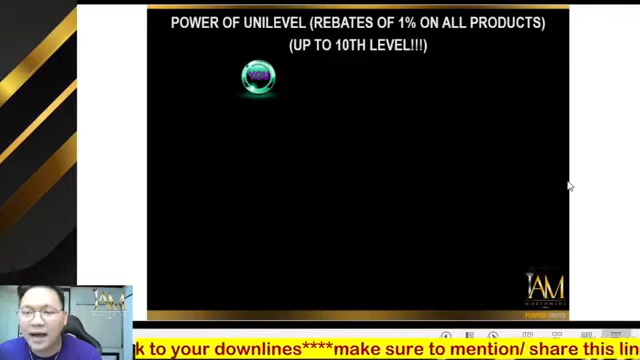 POWER OF UNILEVEL (REBATES OF 1% ON ALL PRODUCTS)
(UP TO 10TH LEVEL!!!)
YOU
IAM
WORLDWIDE
k to your downlines****make sure to mention/ share this lin